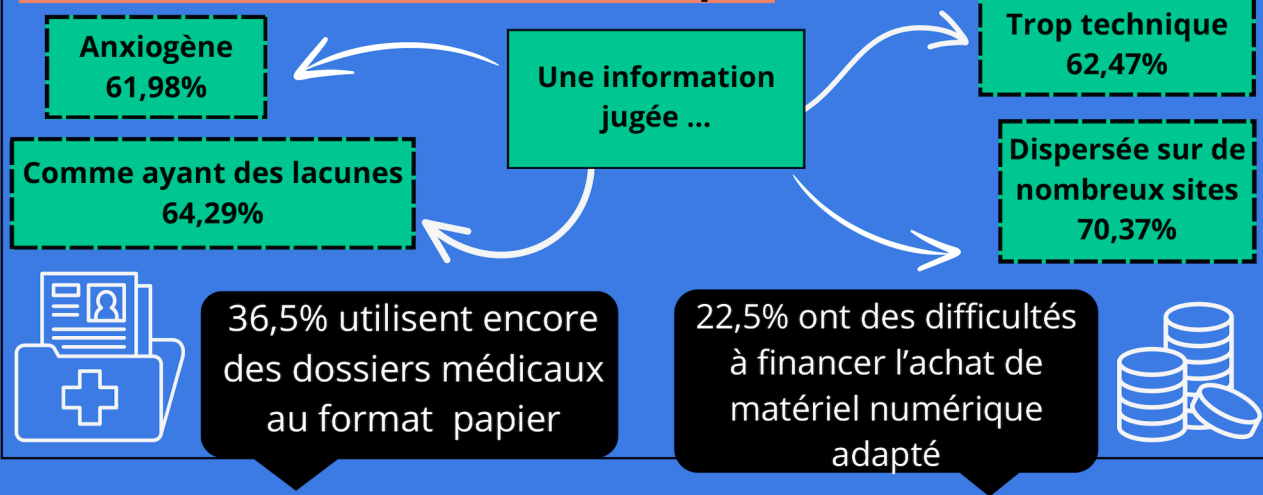 Anxiogène
61,98%
Une information
jugée ...
Trop technique
62,47%
Comme ayant des lacunes
64,29%
Dispersée sur de
nombreux sites
70,37%
36,5% utilisent encore
des dossiers médicaux
au format papier
22,5% ont des difficultés
à financer l’achat de
matériel numérique
adapté